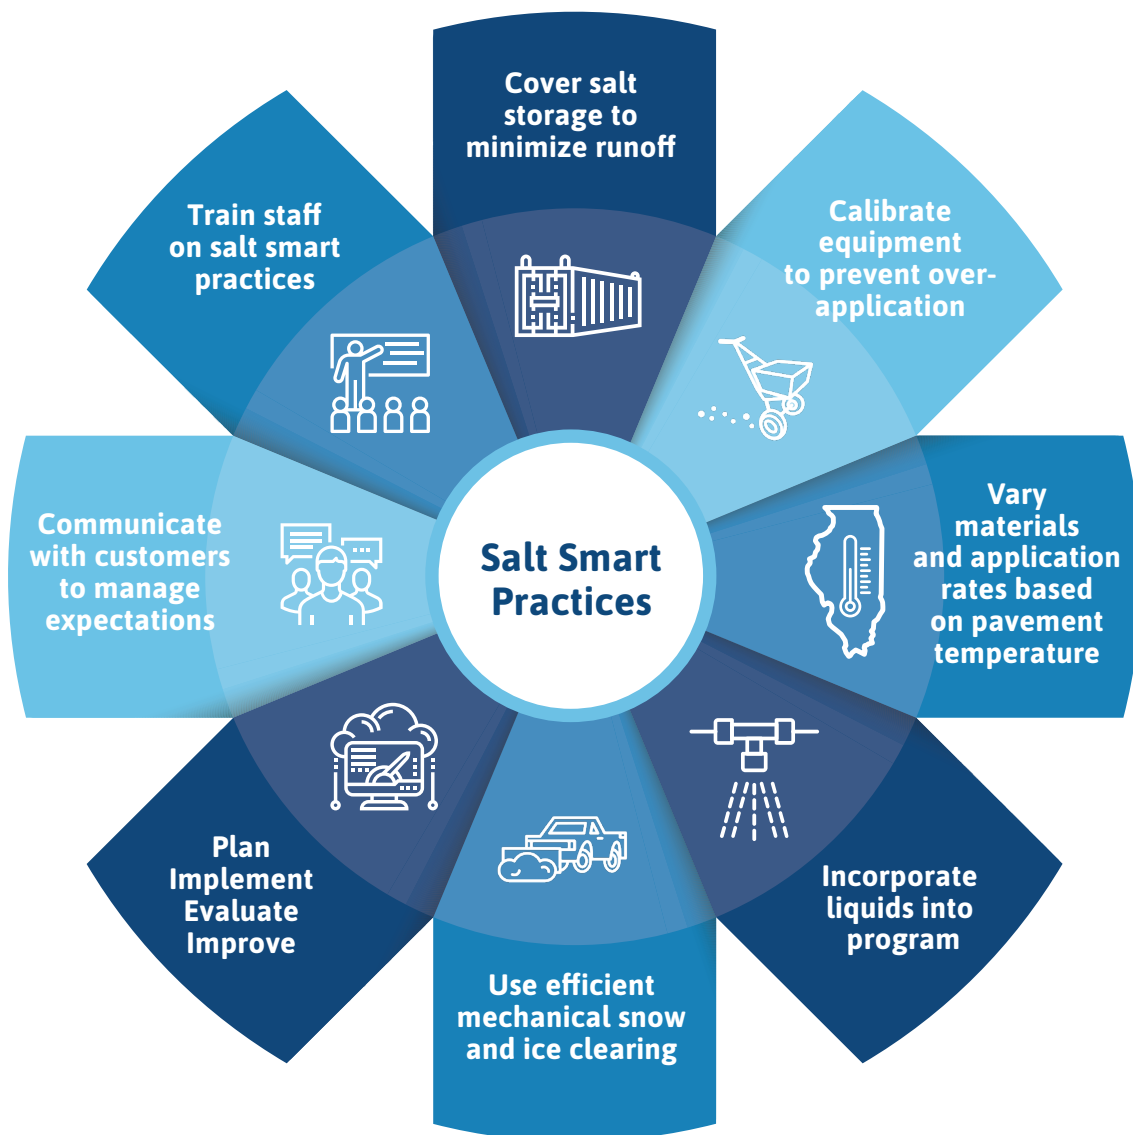 Cover salt
storage to
minimize runoff
Calibrate
equipment
to prevent over-
application
Vary
materials
and application
rates based
on pavement
temperature
Incorporate
liquids into
program
Use efficient
mechanical snow
and ice clearing
Plan
Implement
Evaluate
Improve
Communicate
with customers
to manage
expectations
Train staff
on salt smart
practices
Salt Smart
Practices